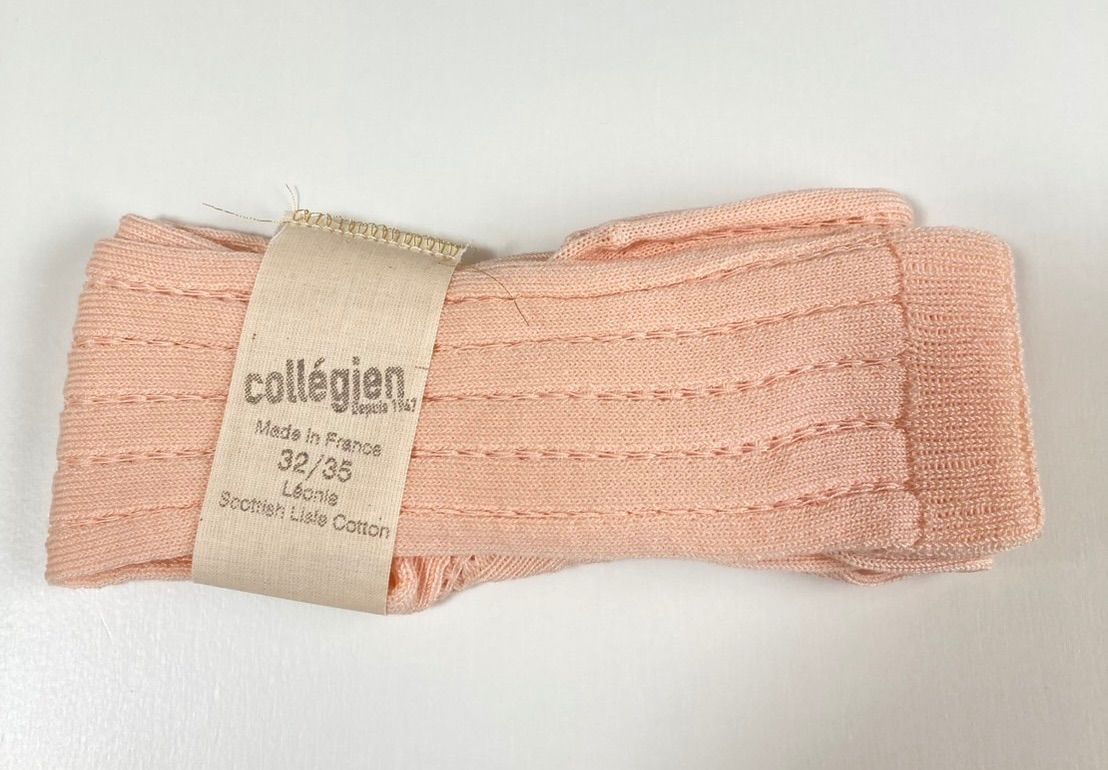 collégien
Depuis 1947
Made in France
32/35
Léonie
Scottish Lisle Cotton